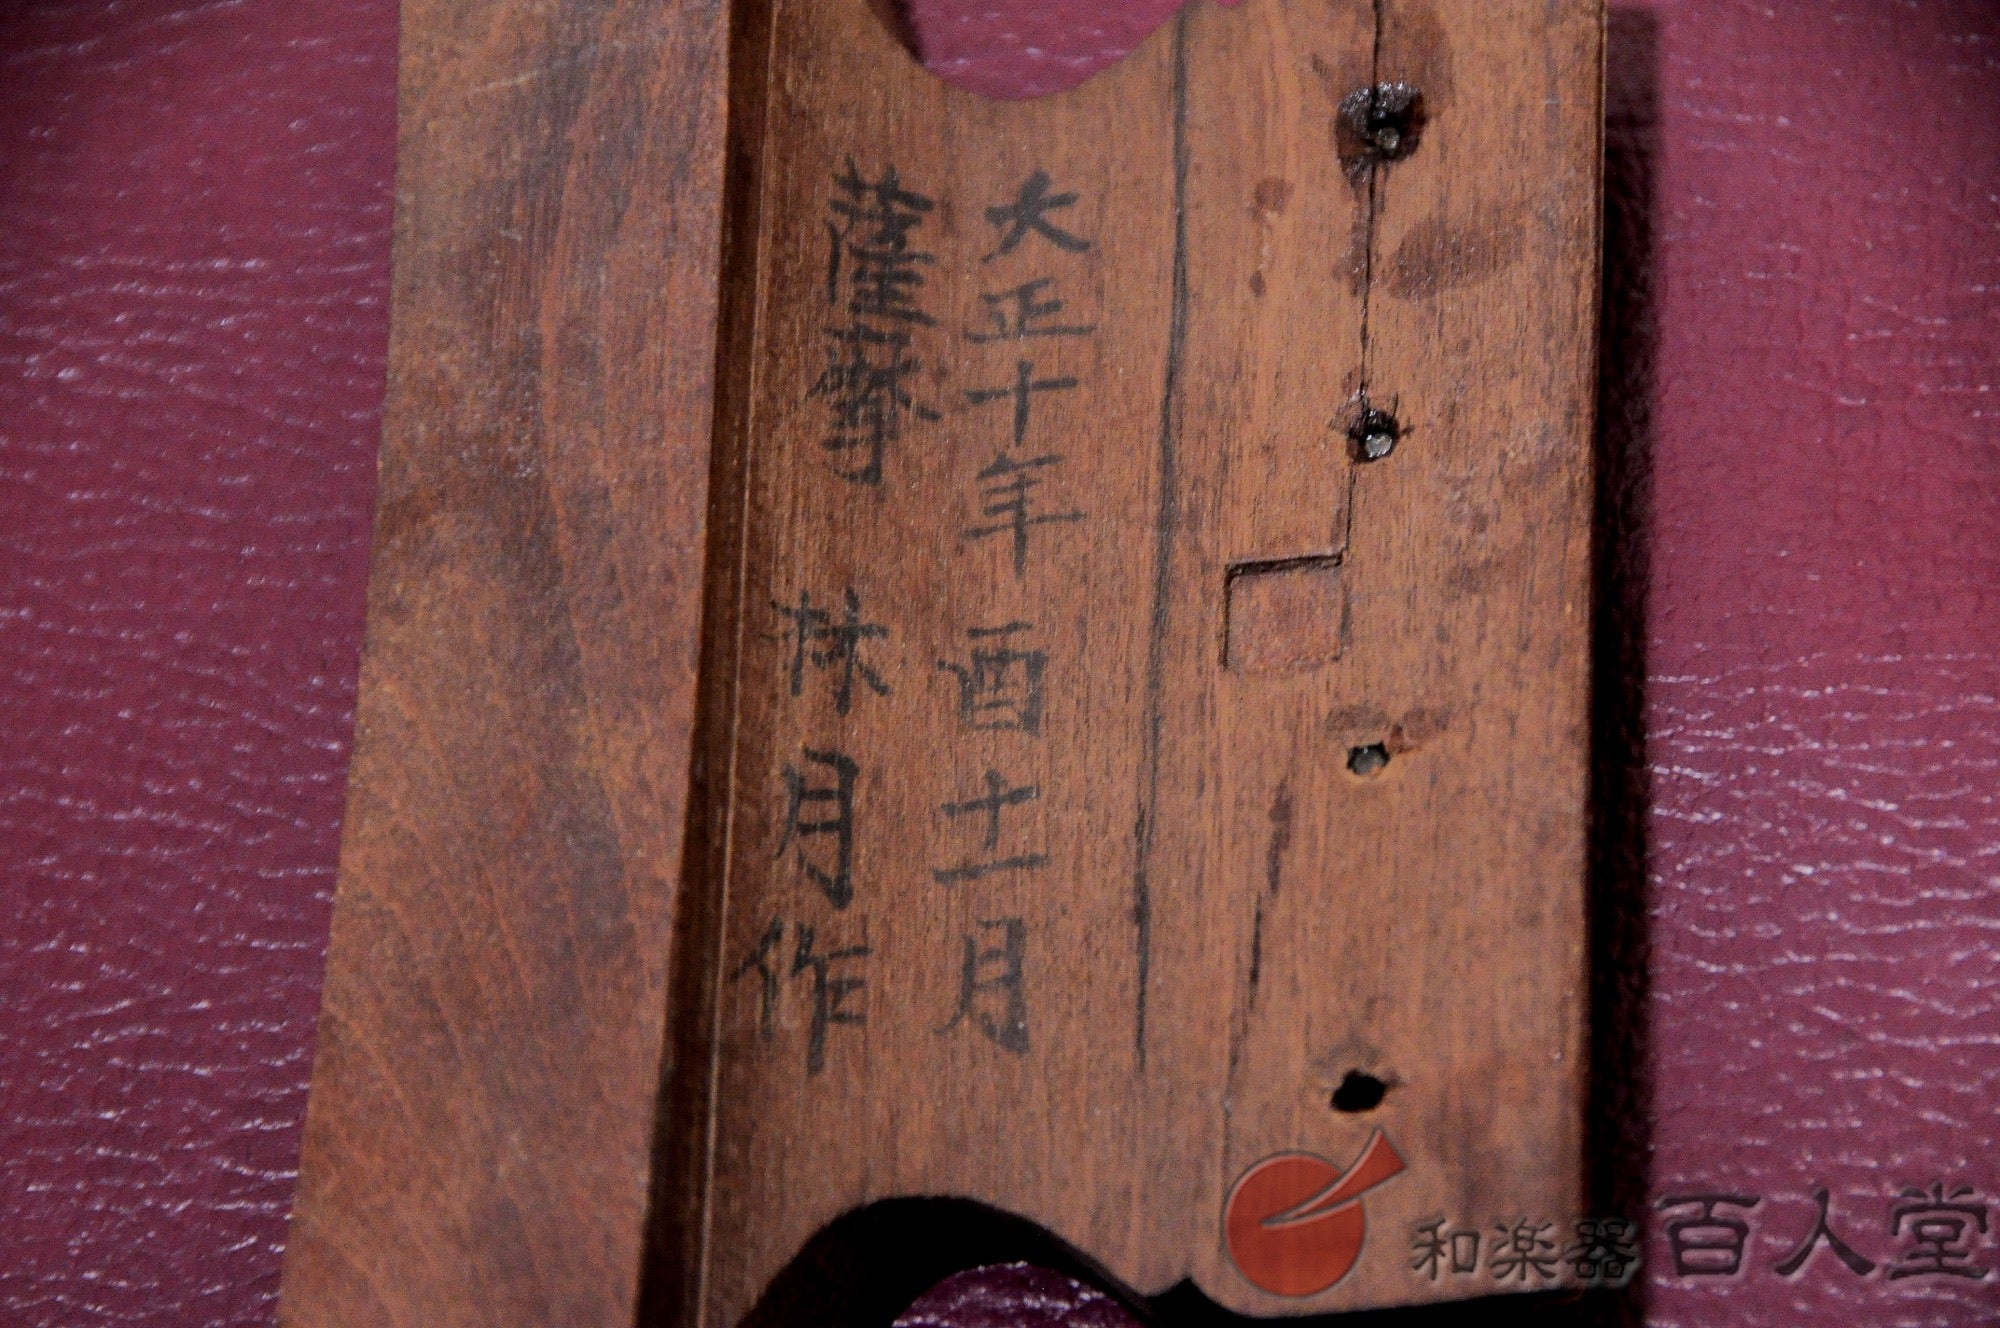 大正十年 酉 十一月
薩摩 林月作
和楽器 百人堂